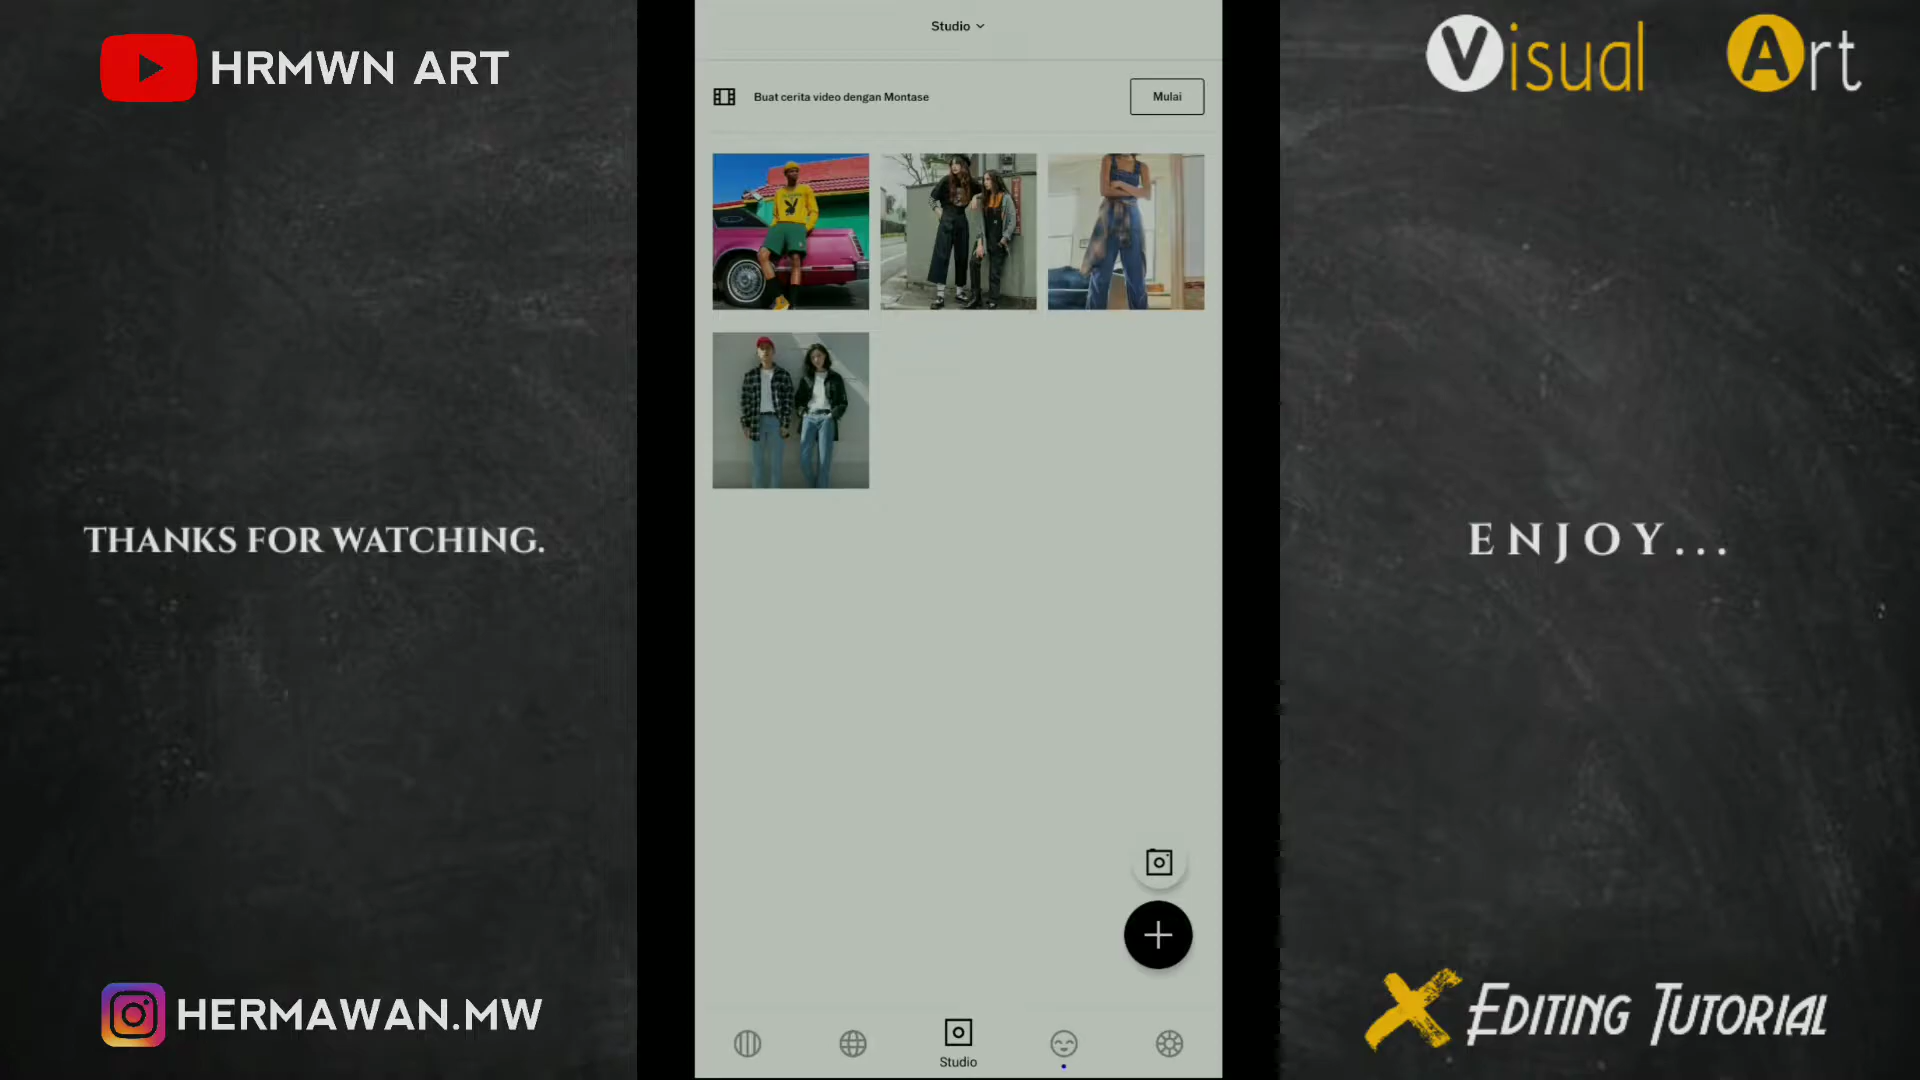 HRMWN ART
Studio
Visual Art
Buat cerita video dengan Montase
Mulai
THANKS FOR WATCHING.
ENJOY...
HERMAWAN.MW
Studio
EDITING TUTORIAL